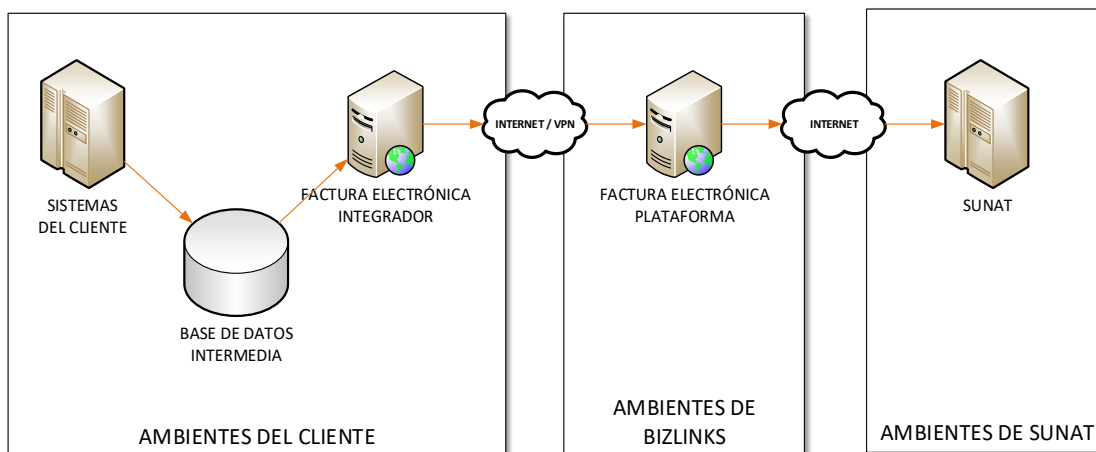 INTERNET / VPN
INTERNET
FACTURA ELECTRÓNICA
INTEGRADOR
FACTURA ELECTRÓNICA
PLATAFORMA
SISTEMAS
DEL CLIENTE
SUNAT
BASE DE DATOS
INTERMEDIA
AMBIENTES DEL CLIENTE
AMBIENTES DE
BIZLINKS
AMBIENTES DE SUNAT